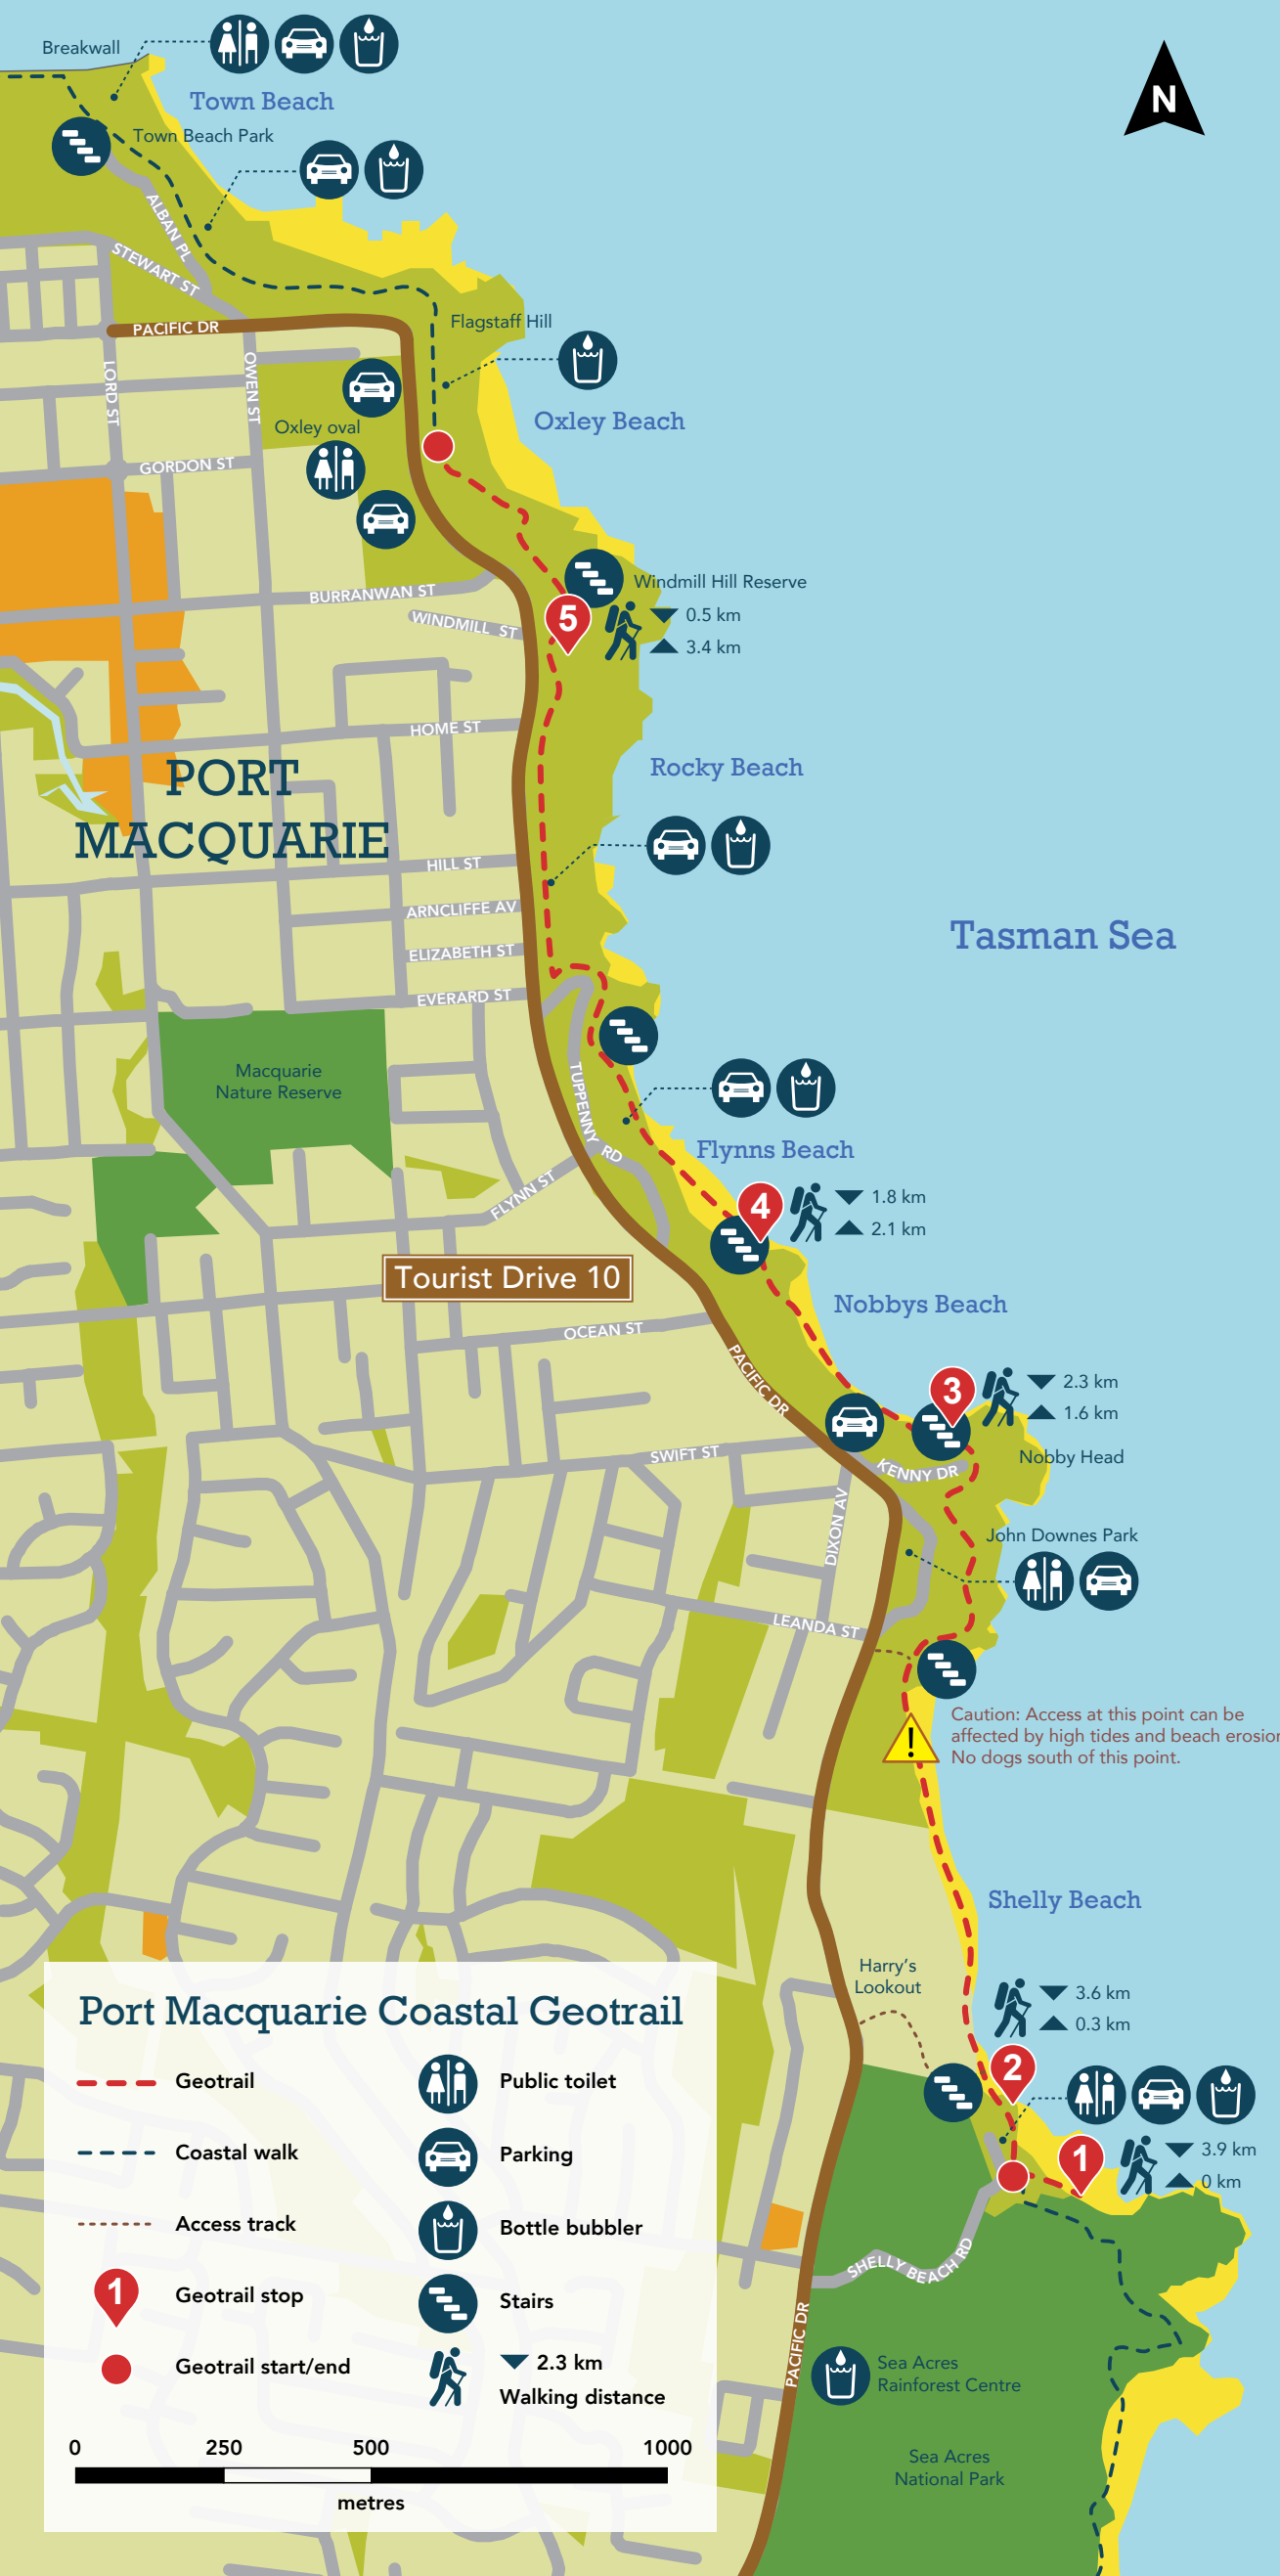 Breakwall
Town Beach
Town Beach Park
N
ALBAN PL
STEWART ST
PACIFIC DR
Flagstaff Hill
LORD ST
OWEN ST
Oxley Beach
Oxley oval
GORDON ST
Windmill Hill Reserve
BURRANWAN ST
5
0.5 km
WINDMILL ST
3.4 km
HOME ST
Rocky Beach
PORT
MACQUARIE
HILL ST
ARNCLIFFE AV
Tasman Sea
ELIZABETH ST
EVERARD ST
Macquarie
Nature Reserve
TUPPENNY RD
Flynns Beach
FLYNN ST
4
1.8 km
2.1 km
Tourist Drive 10
Nobbys Beach
OCEAN ST
PACIFIC DR
3
2.3 km
1.6 km
SWIFT ST
KENNY DR
Nobby Head
DIXON AV
John Downes Park
LEANDA ST
Caution: Access at this point can be
affected by high tides and beach erosion
No dogs south of this point.
!
Shelly Beach
Harry's
Lookout
3.6 km
0.3 km
2
1
3.9 km
0 km
SHELLY BEACH RD
PACIFIC DR
Sea Acres
Rainforest Centre
Sea Acres
National Park
Port Macquarie Coastal Geotrail
Geotrail
Public toilet
Coastal walk
Parking
Access track
Bottle bubbler
1
Geotrail stop
Stairs
Geotrail start/end
2.3 km
Walking distance
0 250 500 1000
metres